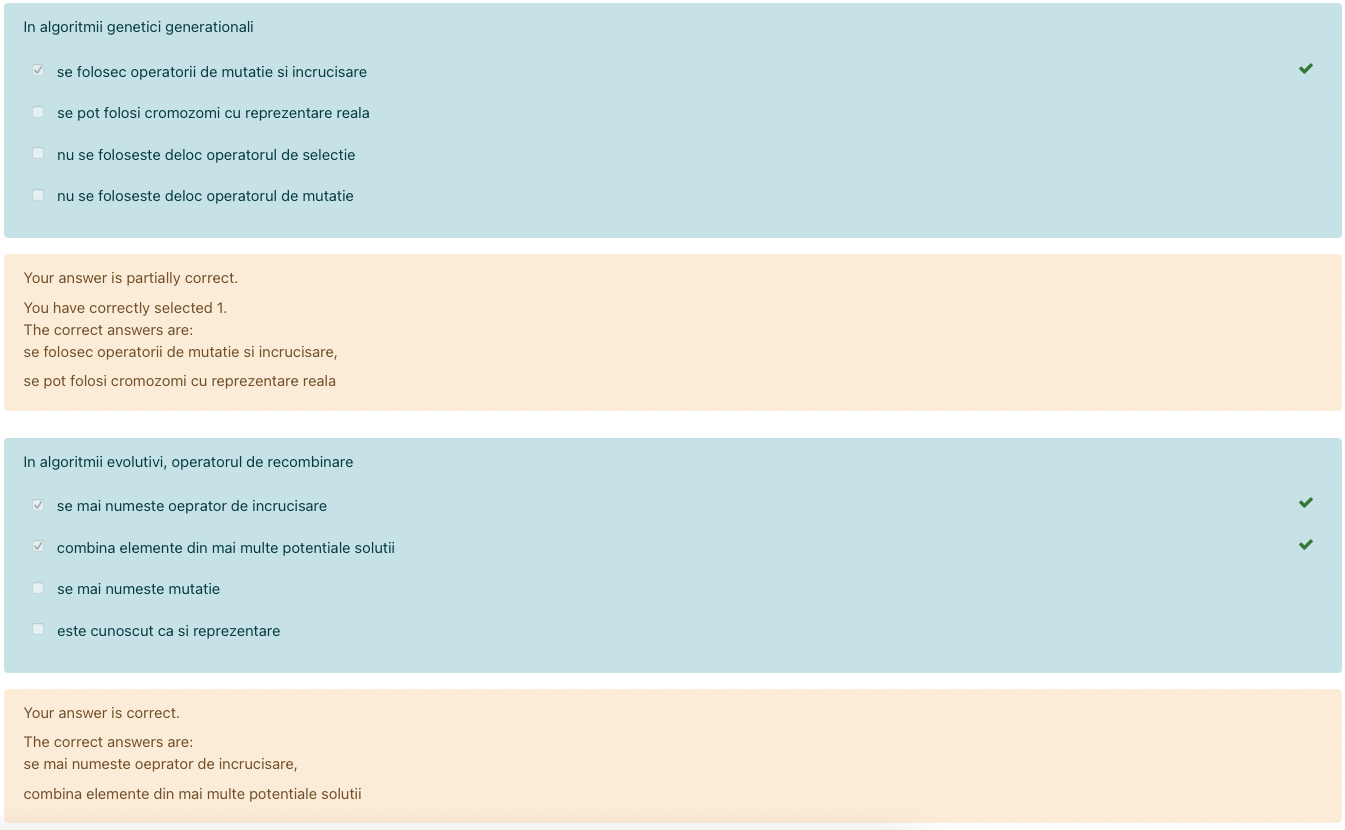 In algoritmii genetici generationali
se folosec operatorii de mutatie si incrucisare
se pot folosi cromozomi cu reprezentare reala
nu se foloseste deloc operatorul de selectie
nu se foloseste deloc operatorul de mutatie
Your answer is partially correct.
You have correctly selected 1.
The correct answers are:
se folosec operatorii de mutatie si incrucisare,
se pot folosi cromozomi cu reprezentare reala
In algoritmii evolutivi, operatorul de recombinare
se mai numeste oeprator de incrucisare
combina elemente din mai multe potentiale solutii
se mai numeste mutatie
este cunoscut ca si reprezentare
Your answer is correct.
The correct answers are:
se mai numeste oeprator de incrucisare,
combina elemente din mai multe potentiale solutii